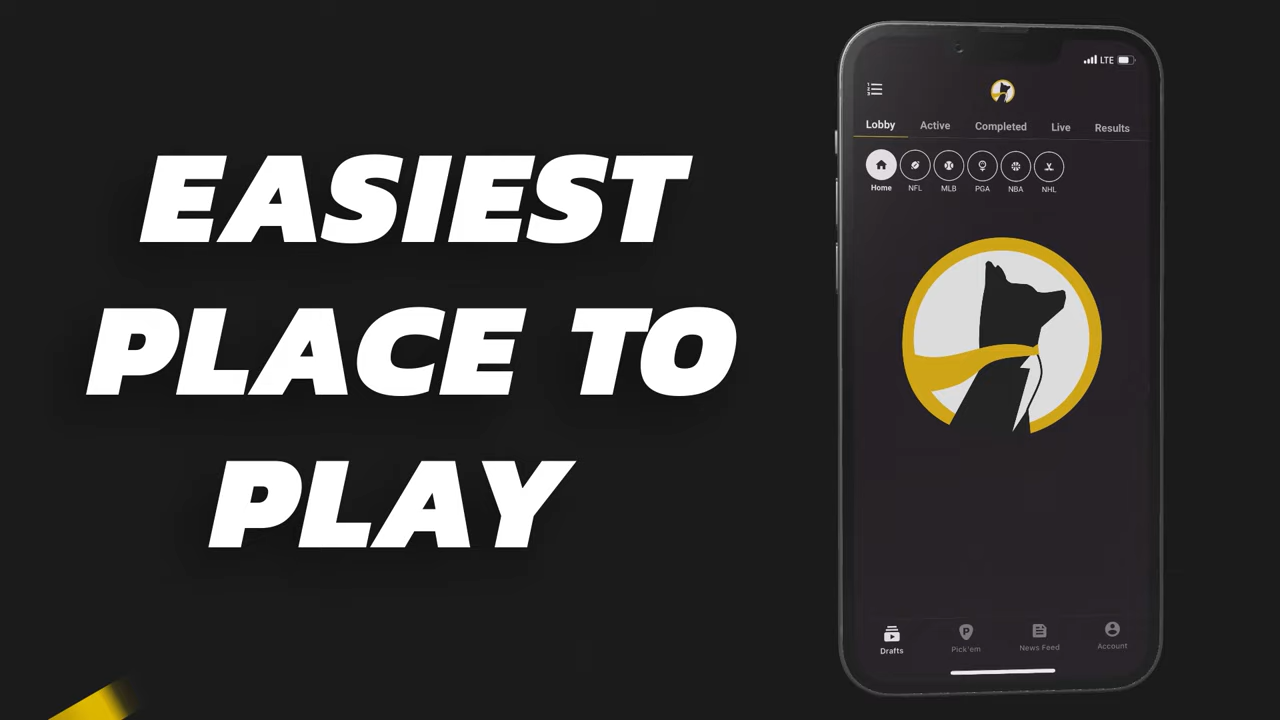 EASIEST
PLACE TO
PLAY
LTE
Lobby Active Completed Live Results
Home NFL MLB PGA NBA NHL
Drafts Pick'em News Feed Account